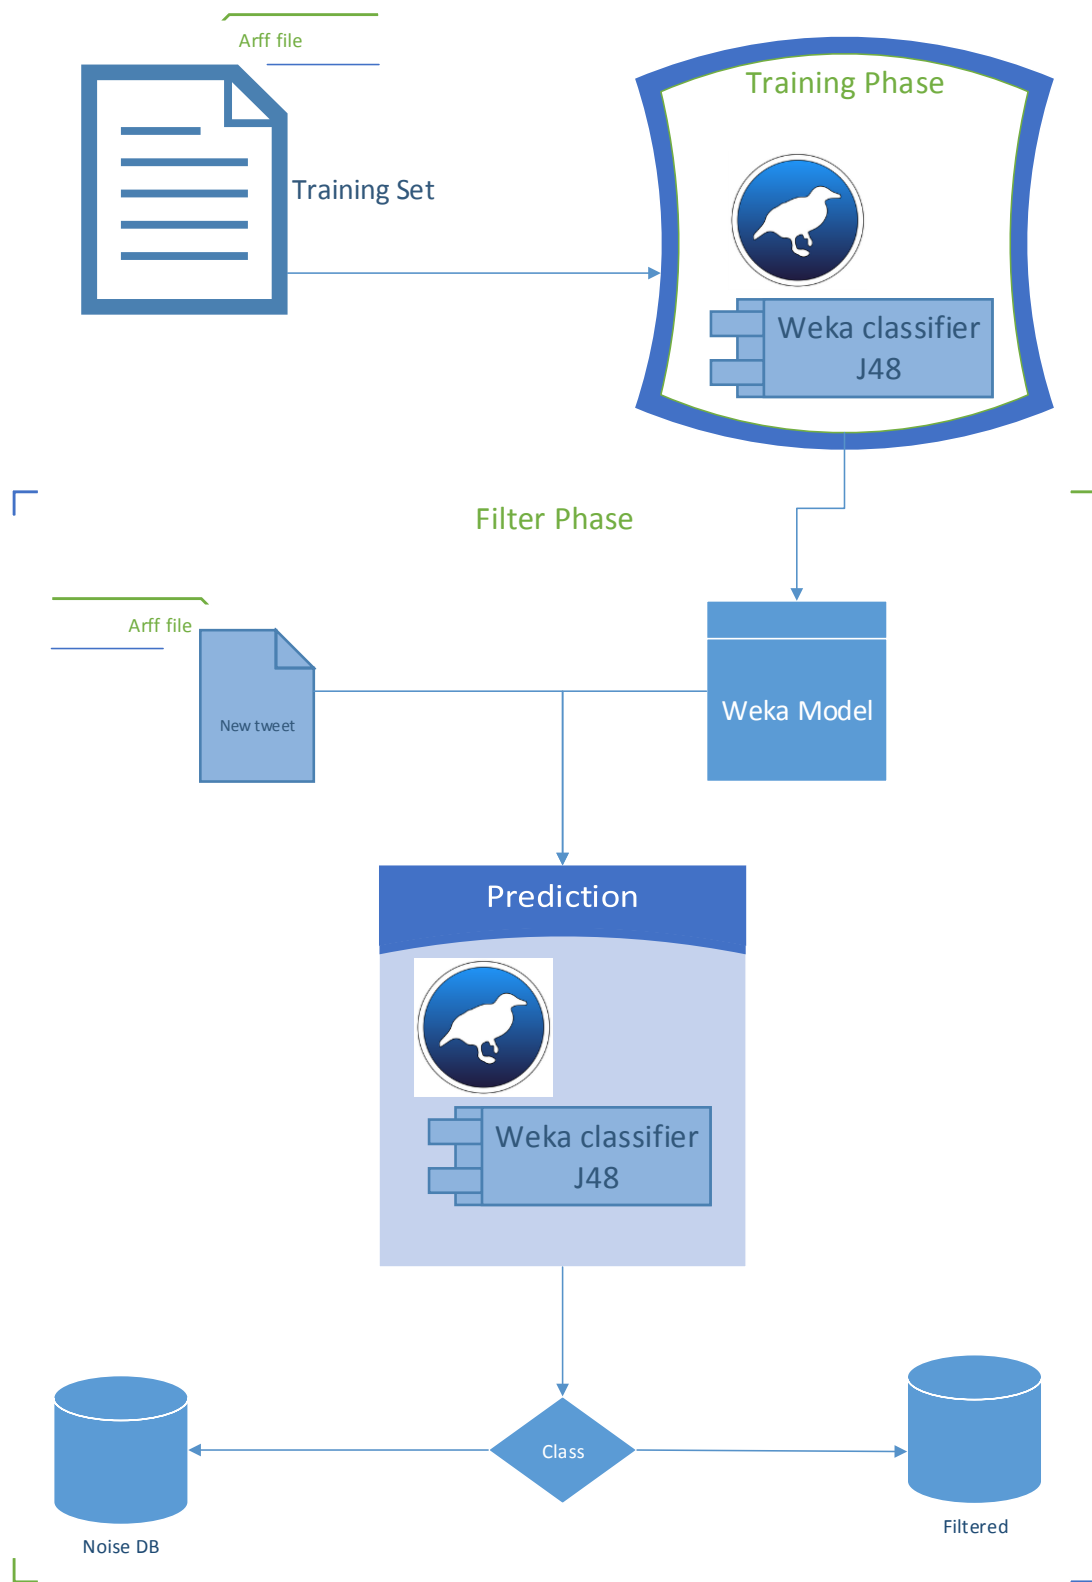 Arff file
Training Set
Training Phase
Weka classifier
J48
Filter Phase
Arff file
New tweet
Weka Model
Prediction
Weka classifier
J48
Class
Noise DB
Filtered